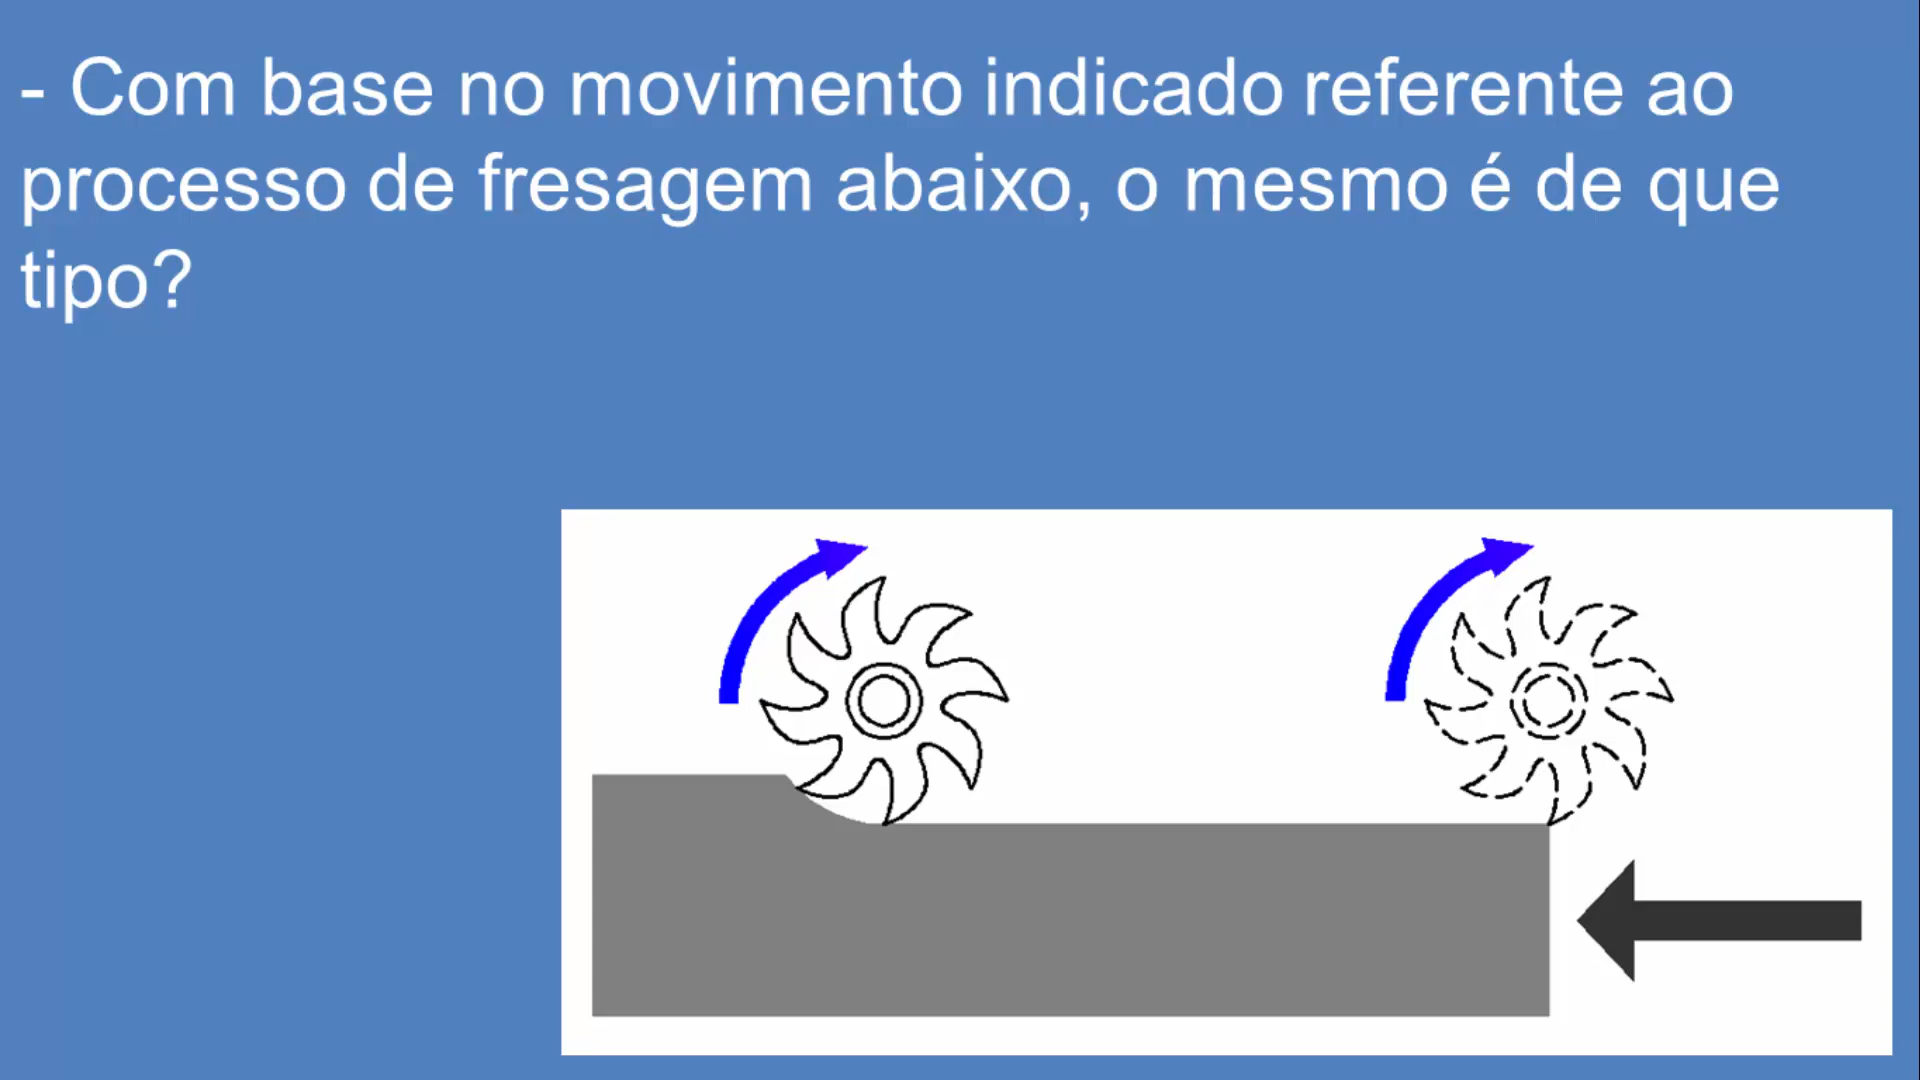 - Com base no movimento indicado referente ao
processo de fresagem abaixo, o mesmo é de que
tipo?